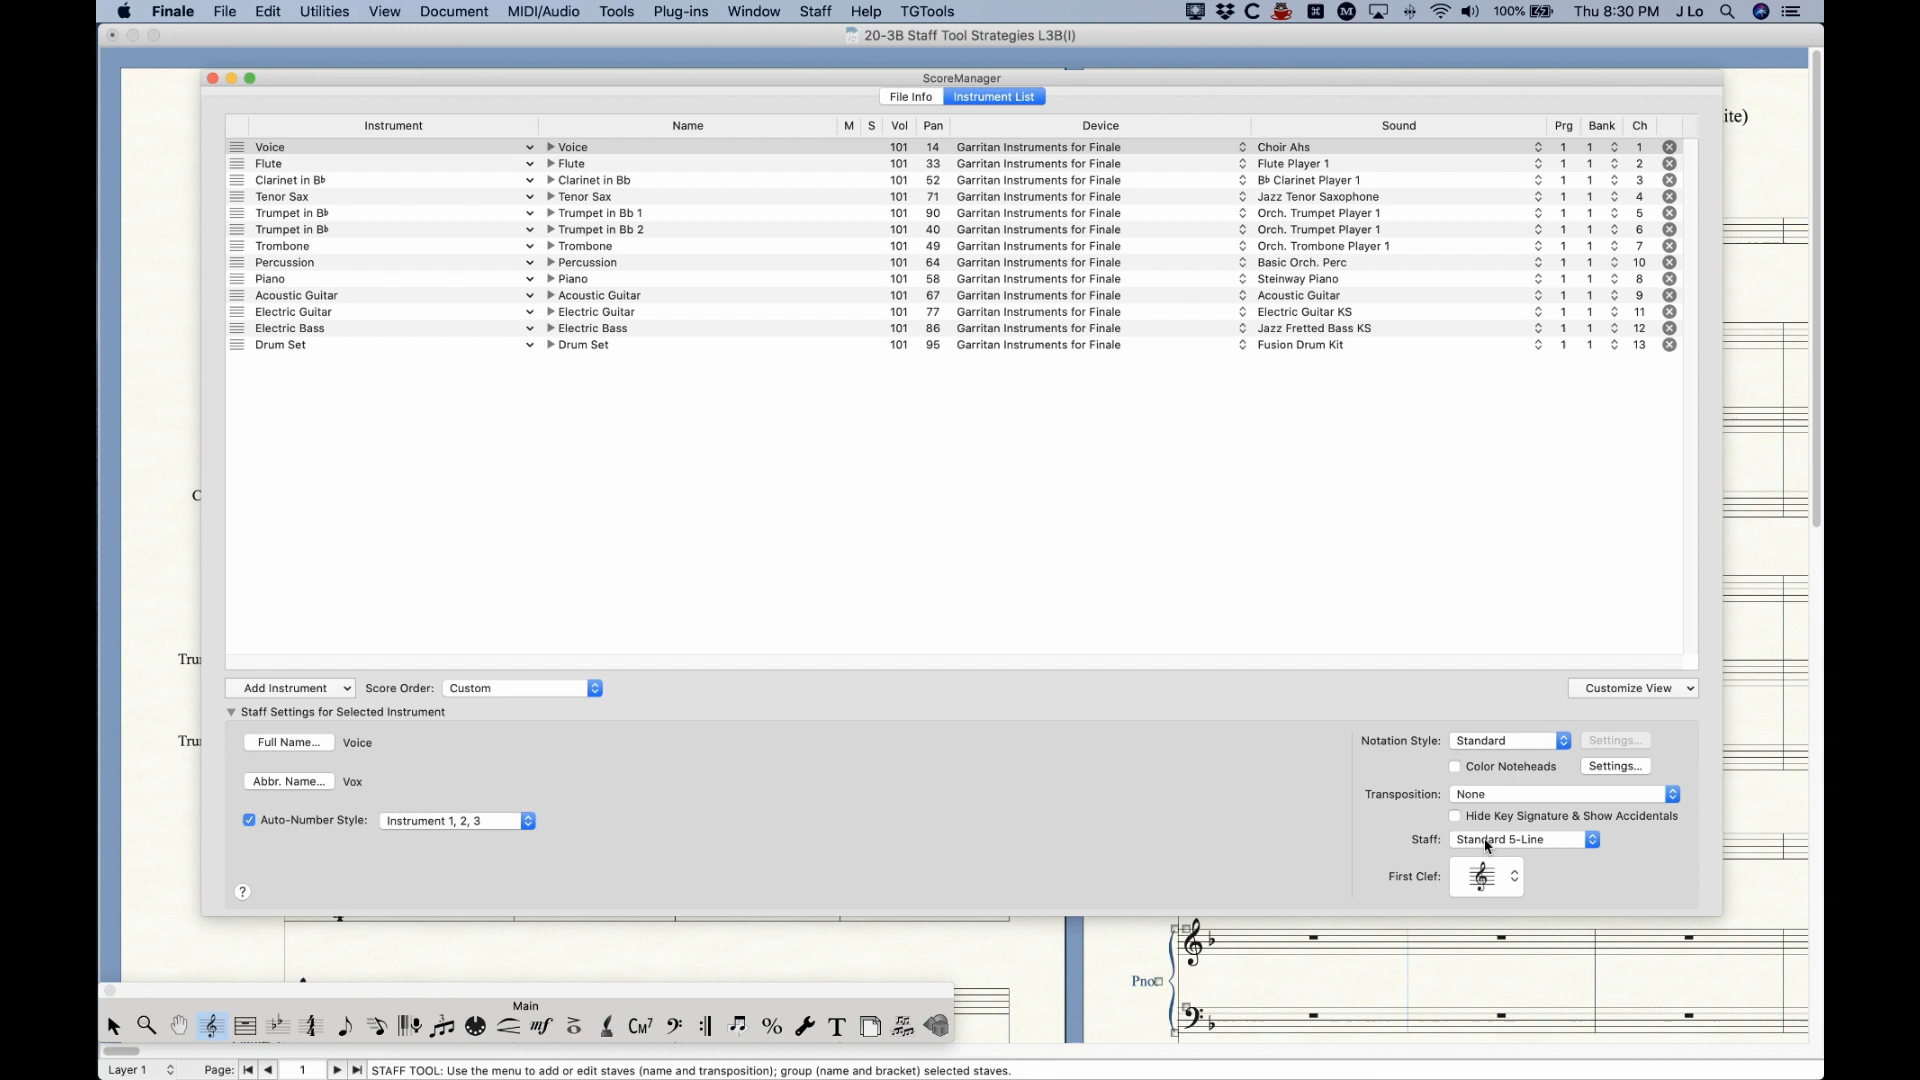 Finale File Edit Utilities View Document MIDI/Audio Tools Plug-ins Window Staff Help TGTools 100% Thu 8:30 PM J Lo
20-3B Staff Tool Strategies L3B(I)
ScoreManager
File Info Instrument List
ite)
Instrument Name M S Vol Pan Device Sound Prg Bank Ch
Voice Voice 101 14 Garritan Instruments for Finale Choir Ahs 1 1 1
Flute Flute 101 33 Garritan Instruments for Finale Flute Player 1 1 1 2
Clarinet in B♭ Clarinet in Bb 101 52 Garritan Instruments for Finale B♭ Clarinet Player 1 1 1 3
Tenor Sax Tenor Sax 101 71 Garritan Instruments for Finale Jazz Tenor Saxophone 1 1 4
Trumpet in B♭ Trumpet in Bb 1 101 90 Garritan Instruments for Finale Orch. Trumpet Player 1 1 1 5
Trumpet in B♭ Trumpet in Bb 2 101 40 Garritan Instruments for Finale Orch. Trumpet Player 1 1 1 6
Trombone Trombone 101 49 Garritan Instruments for Finale Orch. Trombone Player 1 1 1 7
Percussion Percussion 101 64 Garritan Instruments for Finale Basic Orch. Perc 1 1 10
Piano Piano 101 58 Garritan Instruments for Finale Steinway Piano 1 1 8
Acoustic Guitar Acoustic Guitar 101 67 Garritan Instruments for Finale Acoustic Guitar 1 1 9
Electric Guitar Electric Guitar 101 77 Garritan Instruments for Finale Electric Guitar KS 1 1 11
Electric Bass Electric Bass 101 86 Garritan Instruments for Finale Jazz Fretted Bass KS 1 1 12
Drum Set Drum Set 101 95 Garritan Instruments for Finale Fusion Drum Kit 1 1 13
C
Tru
Add Instrument Score Order: Custom Customize View
Staff Settings for Selected Instrument
Tru
Full Name... Voice Notation Style: Standard Settings...
Color Noteheads Settings...
Abbr. Name... Vox Transposition: None
Hide Key Signature & Show Accidentals
Auto-Number Style: Instrument 1, 2, 3 Staff: Standard 5-Line
First Clef:
?
Pno
Main
mf CM7 % T
Layer 1 Page: 1 STAFF TOOL: Use the menu to add or edit staves (name and transposition); group (name and bracket) selected staves.